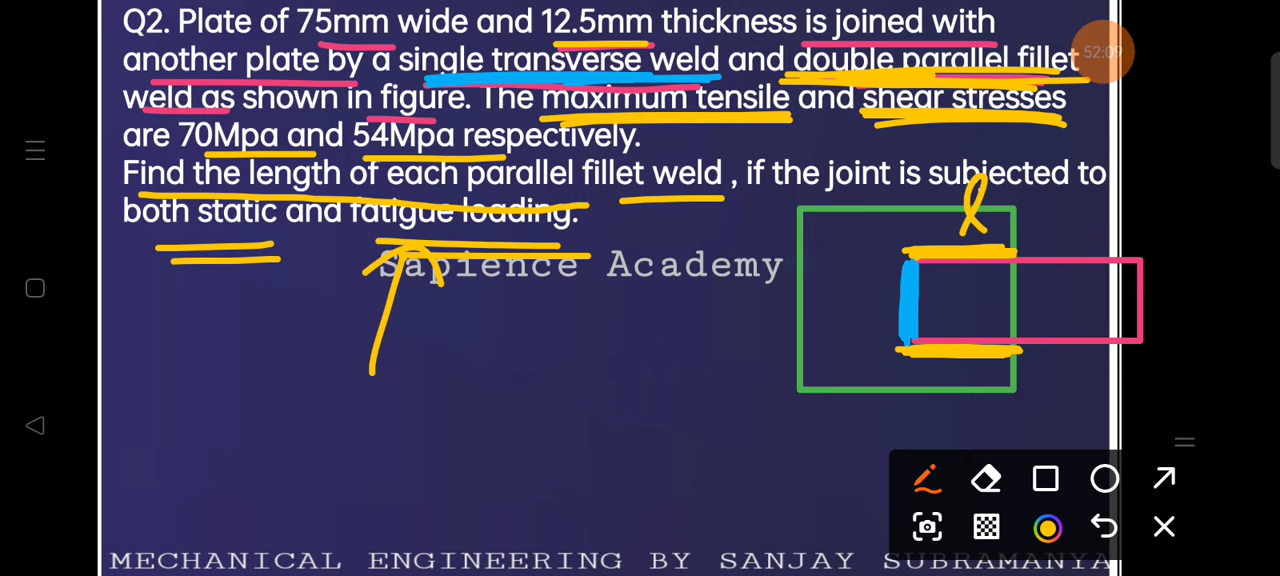 Q2. Plate of 75mm wide and 12.5mm thickness is joined with
another plate by a single transverse weld and double parallel fillet
weld as shown in figure. The maximum tensile and shear stresses
are 70Mpa and 54Mpa respectively.
Find the length of each parallel fillet weld , if the joint is subjected to
both static and fatigue loading.
52:09
l
Sapience Academy
MECHANICAL ENGINEERING BY SANJAY SUBRAMANYA